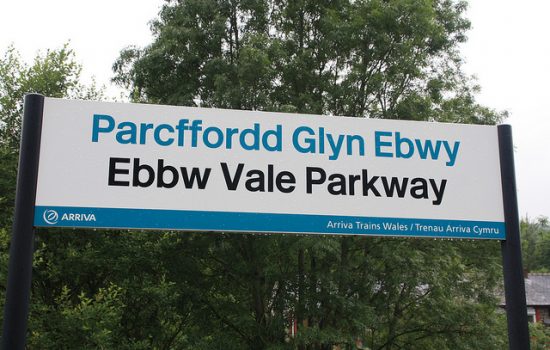 Parcffordd Glyn Ebwy
Ebbw Vale Parkway
ARRIVA
Arriva Trains Wales / Trenau Arriva Cymru